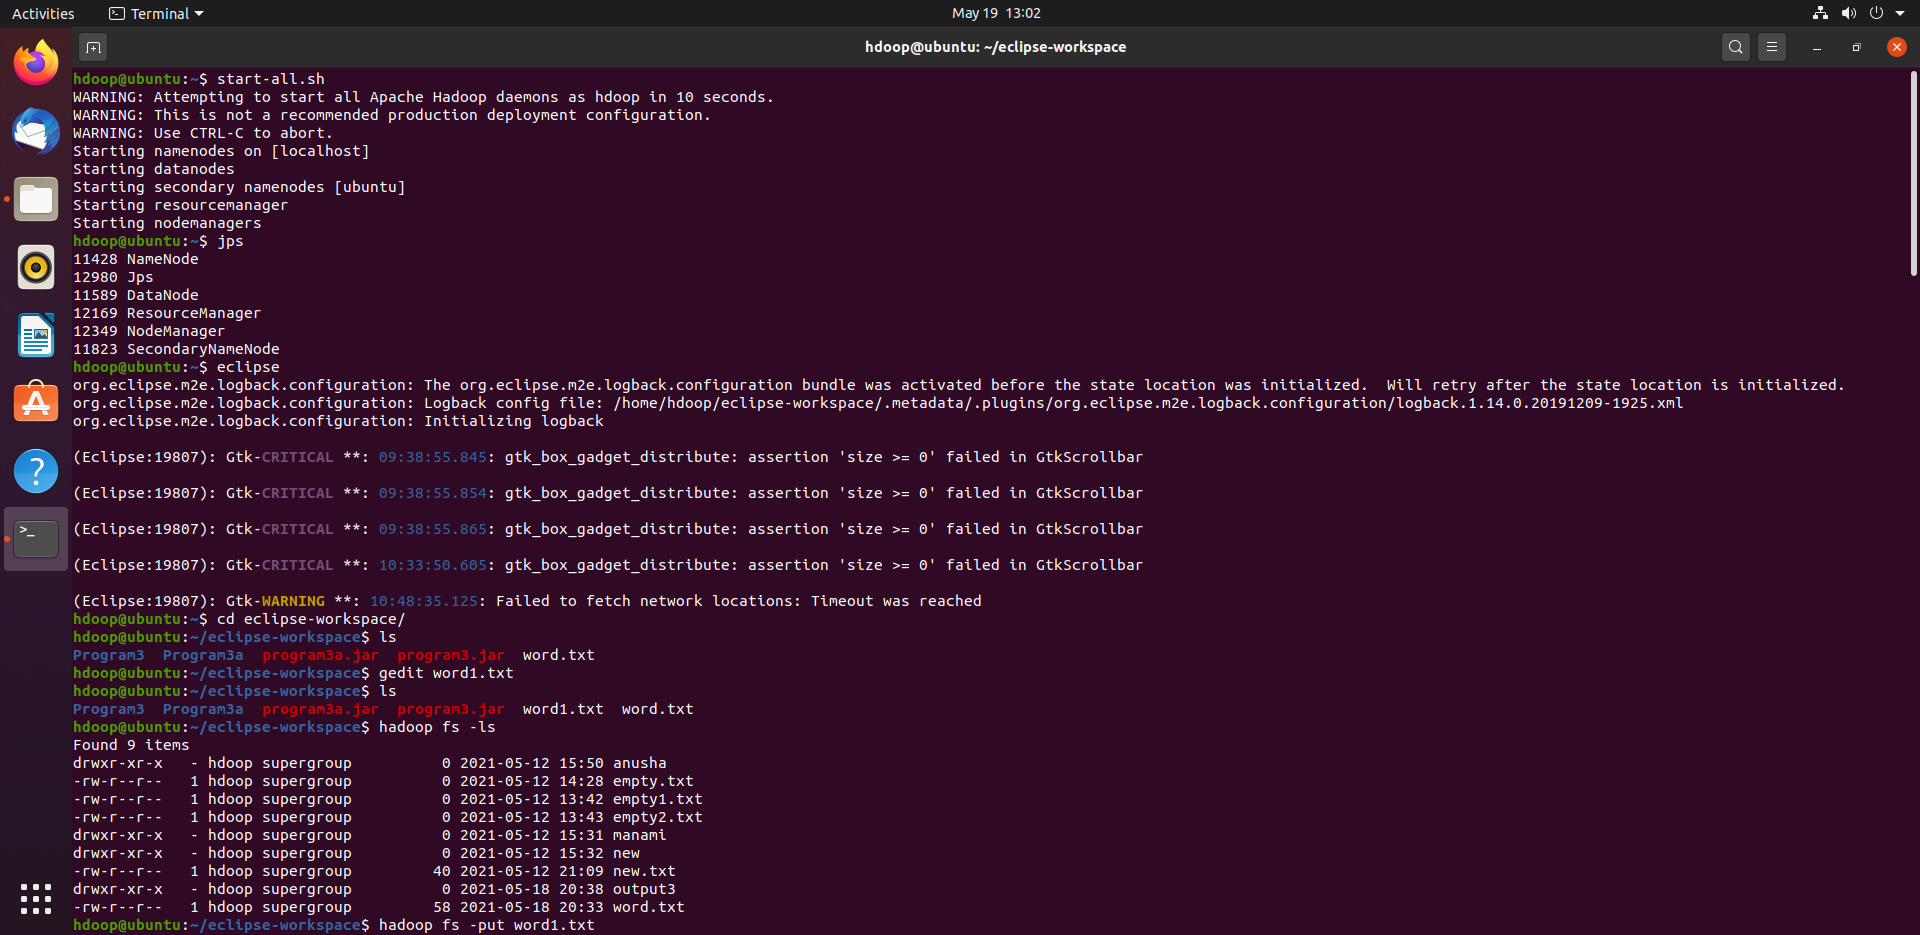 Activities
Terminal
May 19 13:02
hdoop@ubuntu: ~/eclipse-workspace
hdoop@ubuntu:~$ start-all.sh
WARNING: Attempting to start all Apache Hadoop daemons as hdoop in 10 seconds.
WARNING: This is not a recommended production deployment configuration.
WARNING: Use CTRL-C to abort.
Starting namenodes on [localhost]
Starting datanodes
Starting secondary namenodes [ubuntu]
Starting resourcemanager
Starting nodemanagers
hdoop@ubuntu:~$ jps
11428 NameNode
12980 Jps
11589 DataNode
12169 ResourceManager
12349 NodeManager
11823 SecondaryNameNode
hdoop@ubuntu:~$ eclipse
org.eclipse.m2e.logback.configuration: The org.eclipse.m2e.logback.configuration bundle was activated before the state location was initialized.  Will retry after the state location is initialized.
org.eclipse.m2e.logback.configuration: Logback config file: /home/hdoop/eclipse-workspace/.metadata/.plugins/org.eclipse.m2e.logback.configuration/logback.1.14.0.20191209-1925.xml
org.eclipse.m2e.logback.configuration: Initializing logback
(Eclipse:19807): Gtk-CRITICAL **: 09:38:55.845: gtk_box_gadget_distribute: assertion 'size >= 0' failed in GtkScrollbar
(Eclipse:19807): Gtk-CRITICAL **: 09:38:55.854: gtk_box_gadget_distribute: assertion 'size >= 0' failed in GtkScrollbar
(Eclipse:19807): Gtk-CRITICAL **: 09:38:55.865: gtk_box_gadget_distribute: assertion 'size >= 0' failed in GtkScrollbar
(Eclipse:19807): Gtk-CRITICAL **: 10:33:50.605: gtk_box_gadget_distribute: assertion 'size >= 0' failed in GtkScrollbar
(Eclipse:19807): Gtk-WARNING **: 10:48:35.125: Failed to fetch network locations: Timeout was reached
hdoop@ubuntu:~$ cd eclipse-workspace/
hdoop@ubuntu:~/eclipse-workspace$ ls
Program3  Program3a  program3a.jar  program3.jar  word.txt
hdoop@ubuntu:~/eclipse-workspace$ gedit word1.txt
hdoop@ubuntu:~/eclipse-workspace$ ls
Program3  Program3a  program3a.jar  program3.jar  word1.txt  word.txt
hdoop@ubuntu:~/eclipse-workspace$ hadoop fs -ls
Found 9 items
drwxr-xr-x   - hdoop supergroup          0 2021-05-12 15:50 anusha
-rw-r--r--   1 hdoop supergroup          0 2021-05-12 14:28 empty.txt
-rw-r--r--   1 hdoop supergroup          0 2021-05-12 13:42 empty1.txt
-rw-r--r--   1 hdoop supergroup          0 2021-05-12 13:43 empty2.txt
drwxr-xr-x   - hdoop supergroup          0 2021-05-12 15:31 manami
drwxr-xr-x   - hdoop supergroup          0 2021-05-12 15:32 new
-rw-r--r--   1 hdoop supergroup         40 2021-05-12 21:09 new.txt
drwxr-xr-x   - hdoop supergroup          0 2021-05-18 20:38 output3
-rw-r--r--   1 hdoop supergroup         58 2021-05-18 20:33 word.txt
hdoop@ubuntu:~/eclipse-workspace$ hadoop fs -put word1.txt